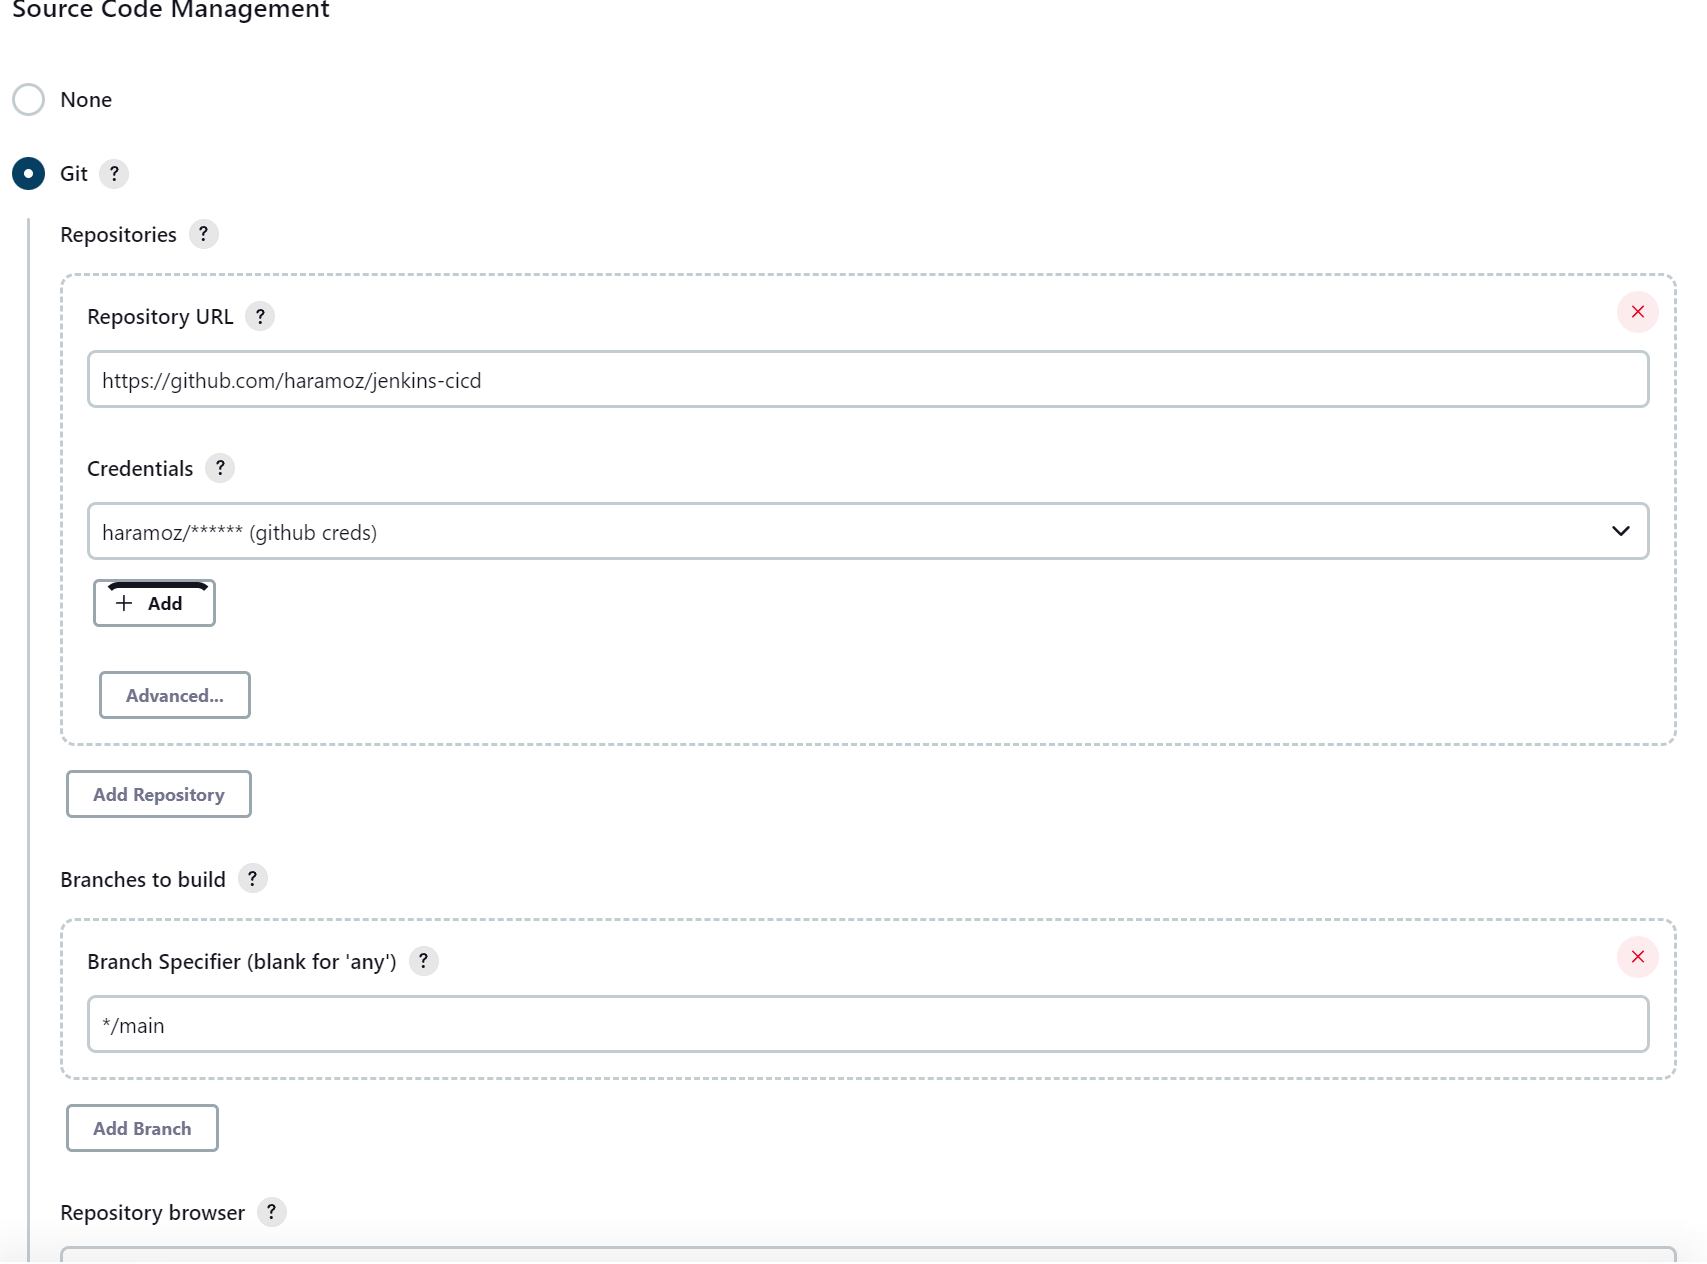 Source Code Management
None
Git ?
Repositories ?
Repository URL ?
https://github.com/haramoz/jenkins-cicd
Credentials ?
haramoz/****** (github creds)
+ Add
Advanced...
Add Repository
Branches to build ?
Branch Specifier (blank for 'any') ?
*/main
Add Branch
Repository browser ?